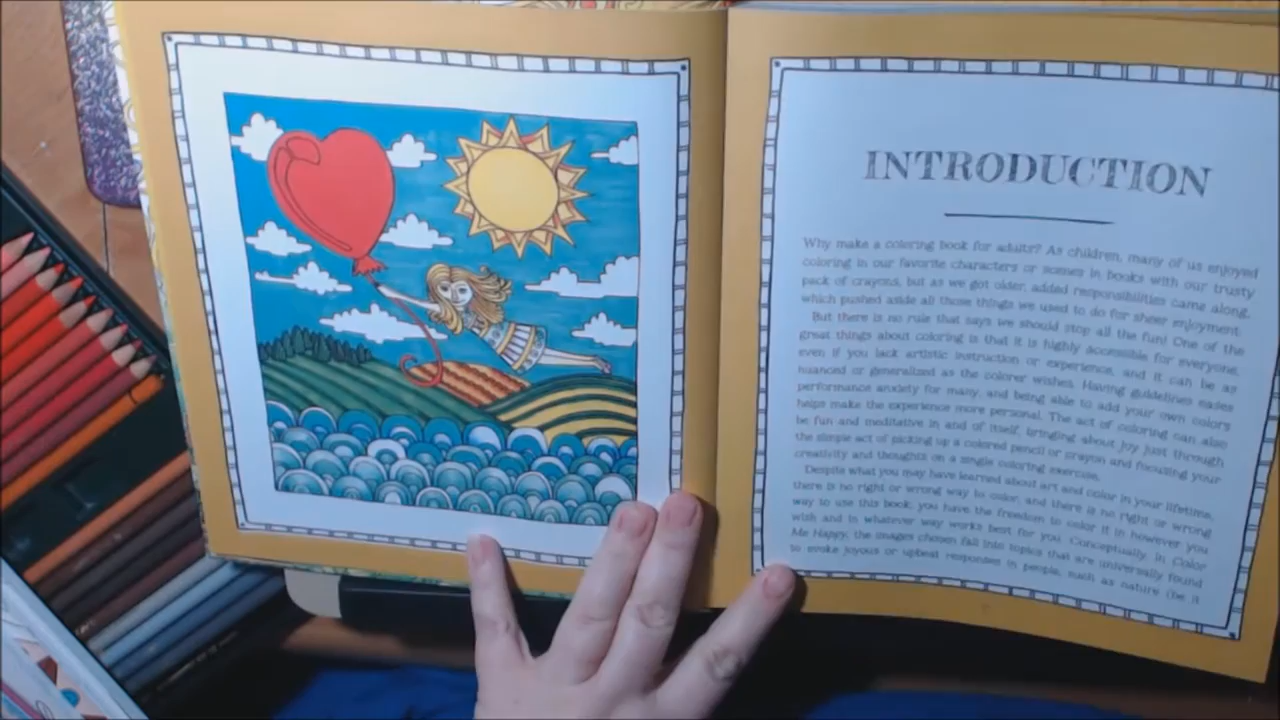 INTRODUCTION
Why make a coloring book for adults? As children, many of us enjoyed
coloring in our favorite characters or scenes in books with our trusty
pack of crayons, but as we got older, added responsibilities came along,
which pushed aside all those things we used to do for sheer enjoyment.
But there is no rule that says we should stop all the fun! One of the
great things about coloring is that it is highly accessible for everyone,
even if you lack artistic instruction or experience, and it can be as
nuanced or generalized as the colorer wishes. Having guidelines eases
performance anxiety for many, and being able to add your own colors
helps make the experience more personal. The act of coloring can also
be fun and meditative in and of itself, bringing about joy just through
the simple act of picking up a colored pencil or crayon and focusing your
creativity and thoughts on a single coloring exercise.
Despite what you may have learned about art and color in your lifetime,
there is no right or wrong way to color, and there is no right or wrong
way to use this book; you have the freedom to color it in however you
wish and in whatever way works best for you. Conceptually, in Color
Me Happy, the images chosen fall into topics that are universally found
to evoke joyous or upbeat responses in people, such as nature (be it